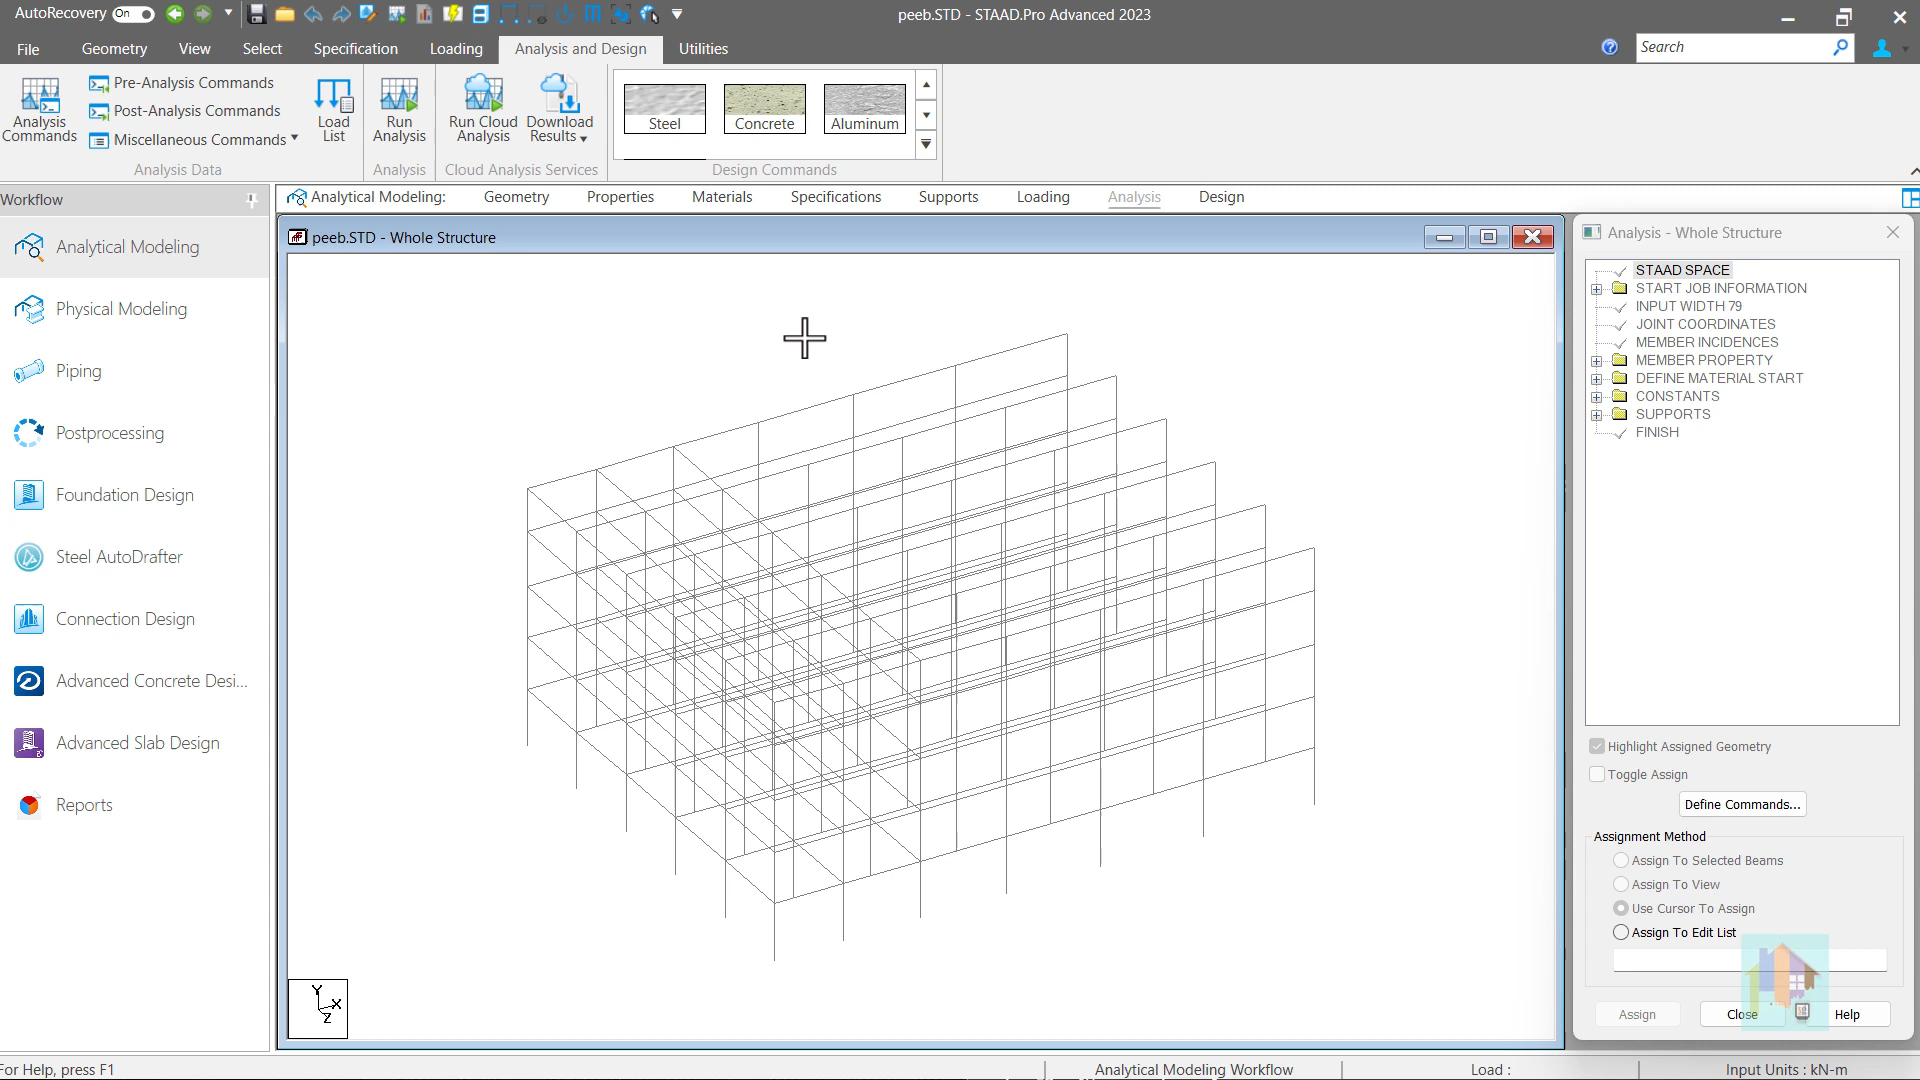 AutoRecovery On
peeb.STD - STAAD.Pro Advanced 2023
File Geometry View Select Specification Loading Analysis and Design Utilities
Search
Analysis Commands
Pre-Analysis Commands
Post-Analysis Commands
Miscellaneous Commands
Load List
Run Analysis
Run Cloud Analysis
Download Results
Steel
Concrete
Aluminum
Analysis Data
Analysis
Cloud Analysis Services
Design Commands
Workflow
Analytical Modeling: Geometry Properties Materials Specifications Supports Loading Analysis Design
Analytical Modeling
Physical Modeling
Piping
Postprocessing
Foundation Design
Steel AutoDrafter
Connection Design
Advanced Concrete Desi...
Advanced Slab Design
Reports
peeb.STD - Whole Structure
Y
X
Z
Analysis - Whole Structure
STAAD SPACE
START JOB INFORMATION
INPUT WIDTH 79
JOINT COORDINATES
MEMBER INCIDENCES
MEMBER PROPERTY
DEFINE MATERIAL START
CONSTANTS
SUPPORTS
FINISH
Highlight Assigned Geometry
Toggle Assign
Define Commands...
Assignment Method
Assign To Selected Beams
Assign To View
Use Cursor To Assign
Assign To Edit List
Assign
Close
Help
For Help, press F1
Analytical Modeling Workflow
Load :
Input Units : kN-m